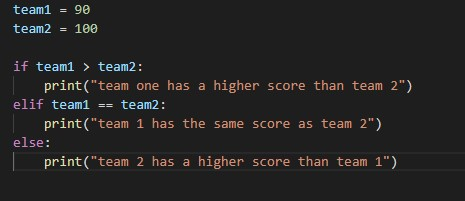 team1 = 90
team2 = 100
if team1 > team2:
    print("team one has a higher score than team 2")
elif team1 == team2:
    print("team 1 has the same score as team 2")
else:
    print("team 2 has a higher score than team 1")